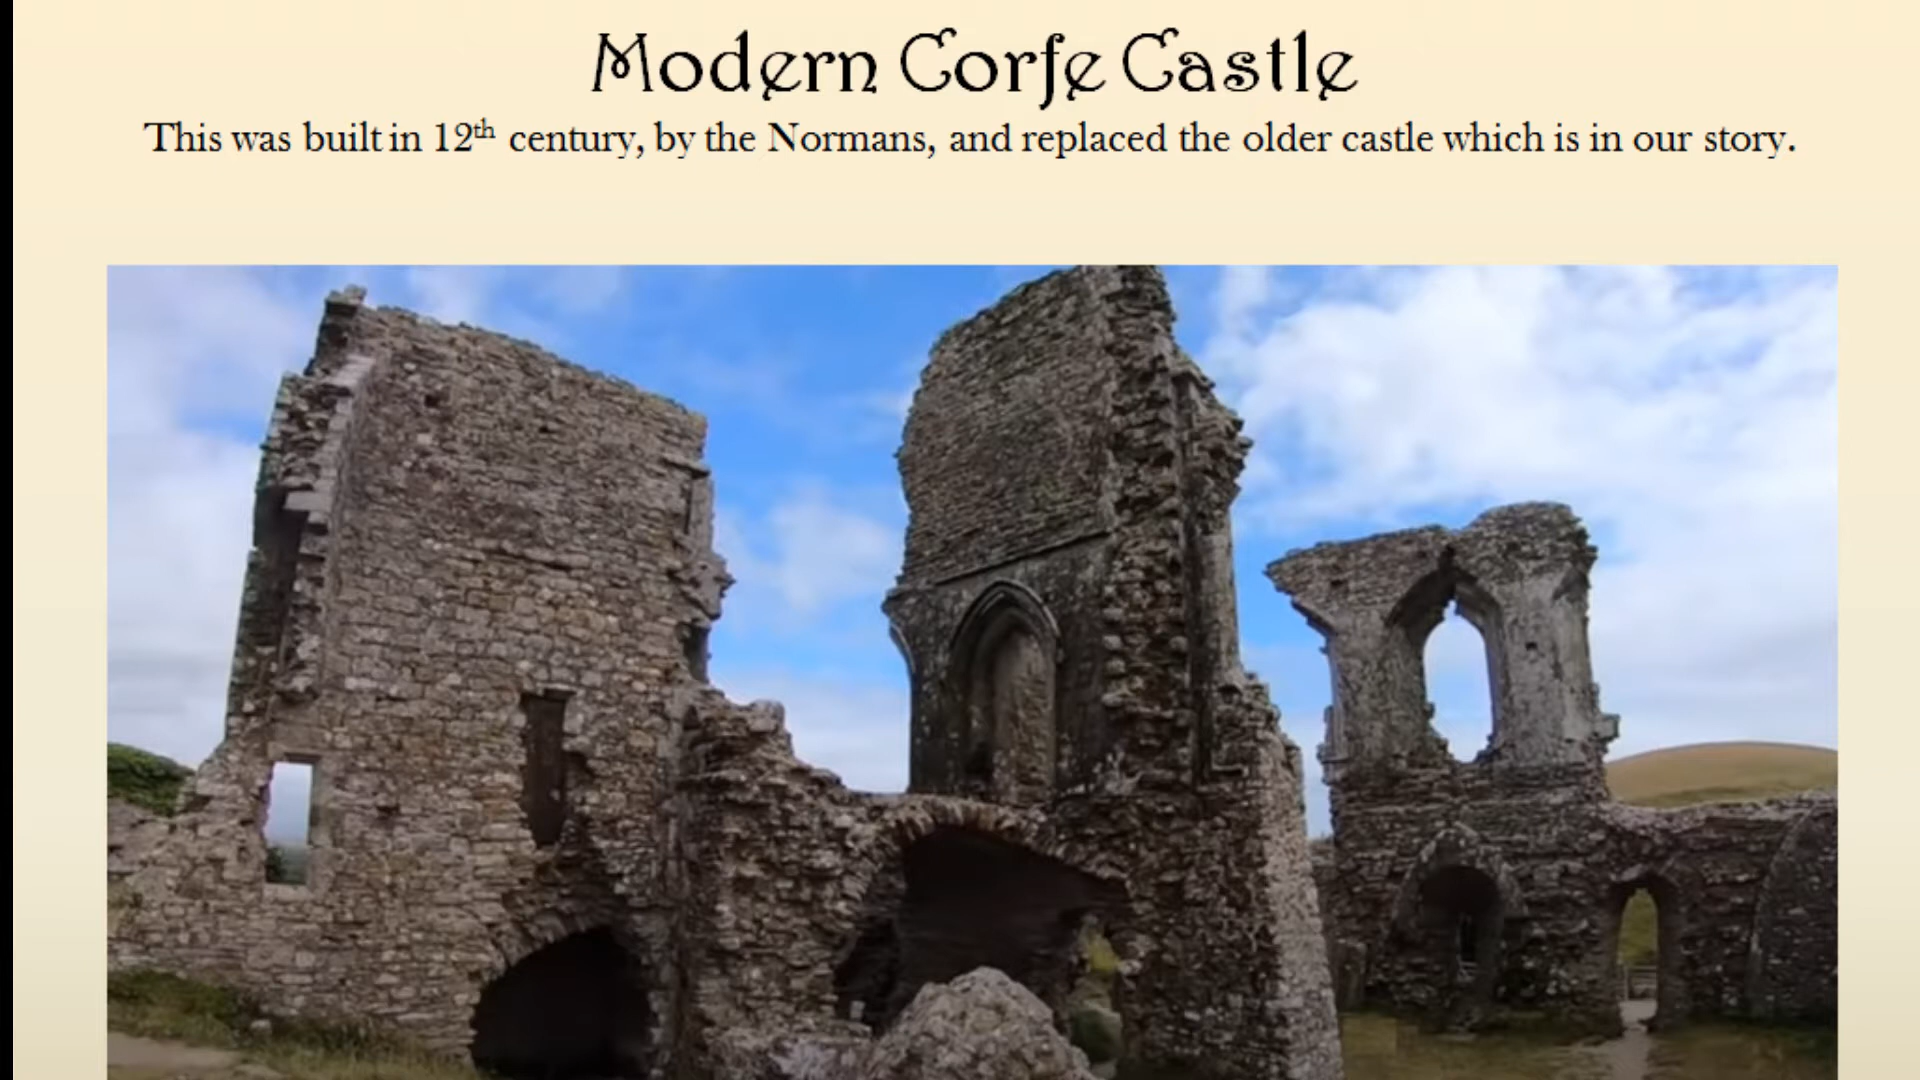 Modern Corfe Castle
This was built in 12th century, by the Normans, and replaced the older castle which is in our story.